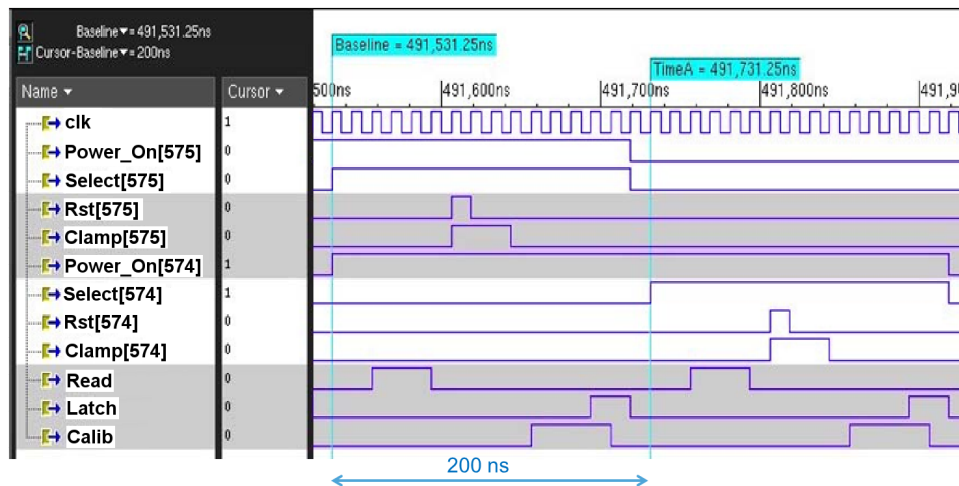 Baseline▼= 491,531.25ns
Cursor-Baseline▼= 200ns
Baseline = 491,531.25ns
TimeA = 491,731.25ns
Name ▼ Cursor ▼ 500ns 491,600ns 491,700ns 491,800ns 491,9
clk 1
Power_On[575] 0
Select[575] 0
Rst[575] 0
Clamp[575] 0
Power_On[574] 1
Select[574] 1
Rst[574] 0
Clamp[574] 0
Read 0
Latch 0
Calib 0
200 ns